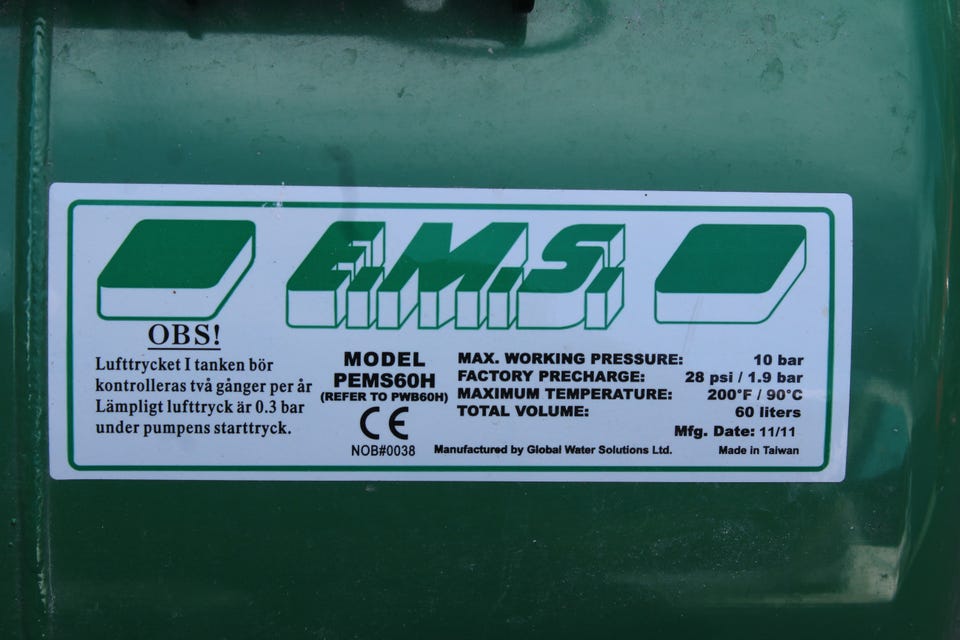 E.M.S.
OBS!
Lufttrycket I tanken bör
kontrolleras två gånger per år
Lämpligt lufttryck är 0.3 bar
under pumpens starttryck.
MODEL
PEMS60H
(REFER TO PWB60H)
CE
NOB#0038
MAX. WORKING PRESSURE: 10 bar
FACTORY PRECHARGE: 28 psi / 1.9 bar
MAXIMUM TEMPERATURE: 200°F / 90°C
TOTAL VOLUME: 60 liters
Mfg. Date: 11/11
Manufactured by Global Water Solutions Ltd. Made in Taiwan